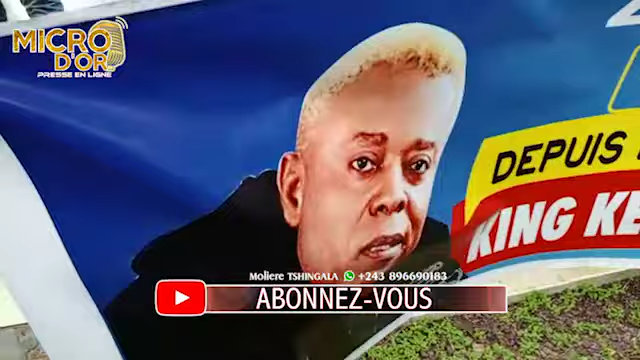 MICRO
D'OR
PRESSE EN LIGNE
DEPUIS
KING KE
Moliere TSHINGALA +243 896690183
ABONNEZ-VOUS